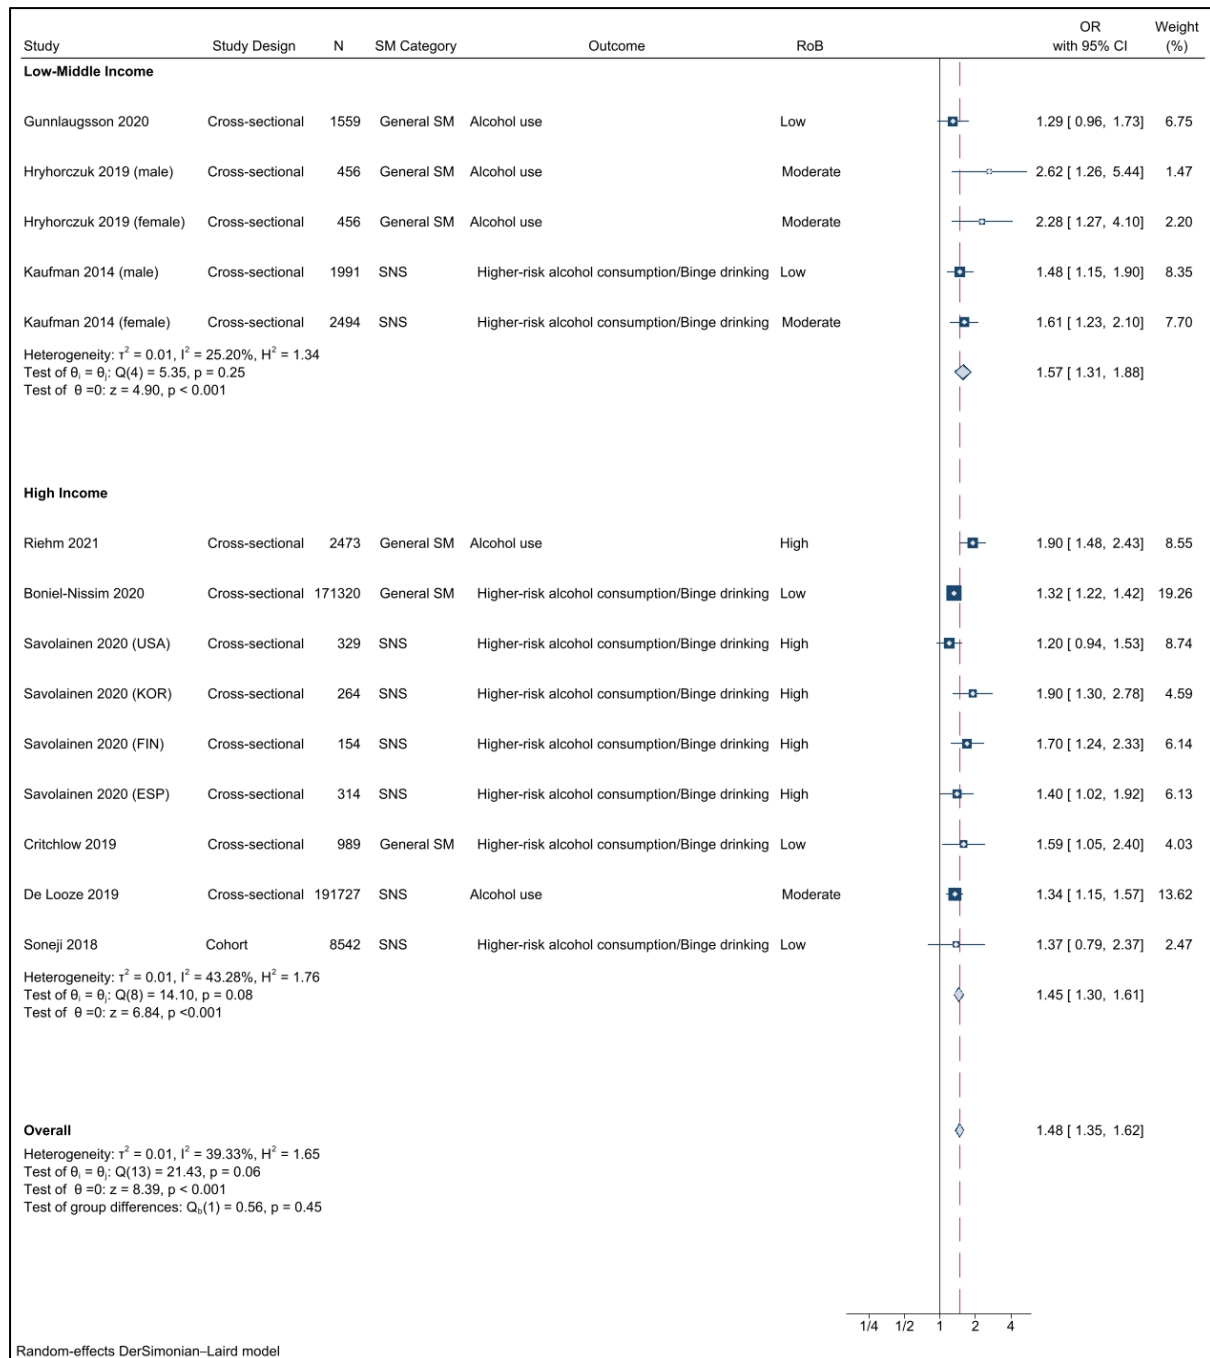 OR Weight
Study Study Design N SM Category Outcome RoB with 95% CI (%)
Low-Middle Income
Gunnlaugsson 2020 Cross-sectional 1559 General SM Alcohol use Low 1.29 [ 0.96, 1.73] 6.75
Hryhorczuk 2019 (male) Cross-sectional 456 General SM Alcohol use Moderate 2.62 [ 1.26, 5.44] 1.47
Hryhorczuk 2019 (female) Cross-sectional 456 General SM Alcohol use Moderate 2.28 [ 1.27, 4.10] 2.20
Kaufman 2014 (male) Cross-sectional 1991 SNS Higher-risk alcohol consumption/Binge drinking Low 1.48 [ 1.15, 1.90] 8.35
Kaufman 2014 (female) Cross-sectional 2494 SNS Higher-risk alcohol consumption/Binge drinking Moderate 1.61 [ 1.23, 2.10] 7.70
Heterogeneity: τ² = 0.01, I² = 25.20%, H² = 1.34
Test of θᵢ = θⱼ: Q(4) = 5.35, p = 0.25 1.57 [ 1.31, 1.88]
Test of θ =0: z = 4.90, p < 0.001
High Income
Riehm 2021 Cross-sectional 2473 General SM Alcohol use High 1.90 [ 1.48, 2.43] 8.55
Boniel-Nissim 2020 Cross-sectional 171320 General SM Higher-risk alcohol consumption/Binge drinking Low 1.32 [ 1.22, 1.42] 19.26
Savolainen 2020 (USA) Cross-sectional 329 SNS Higher-risk alcohol consumption/Binge drinking High 1.20 [ 0.94, 1.53] 8.74
Savolainen 2020 (KOR) Cross-sectional 264 SNS Higher-risk alcohol consumption/Binge drinking High 1.90 [ 1.30, 2.78] 4.59
Savolainen 2020 (FIN) Cross-sectional 154 SNS Higher-risk alcohol consumption/Binge drinking High 1.70 [ 1.24, 2.33] 6.14
Savolainen 2020 (ESP) Cross-sectional 314 SNS Higher-risk alcohol consumption/Binge drinking High 1.40 [ 1.02, 1.92] 6.13
Critchlow 2019 Cross-sectional 989 General SM Higher-risk alcohol consumption/Binge drinking Low 1.59 [ 1.05, 2.40] 4.03
De Looze 2019 Cross-sectional 191727 SNS Alcohol use Moderate 1.34 [ 1.15, 1.57] 13.62
Soneji 2018 Cohort 8542 SNS Higher-risk alcohol consumption/Binge drinking Low 1.37 [ 0.79, 2.37] 2.47
Heterogeneity: τ² = 0.01, I² = 43.28%, H² = 1.76
Test of θᵢ = θⱼ: Q(8) = 14.10, p = 0.08 1.45 [ 1.30, 1.61]
Test of θ =0: z = 6.84, p <0.001
Overall 1.48 [ 1.35, 1.62]
Heterogeneity: τ² = 0.01, I² = 39.33%, H² = 1.65
Test of θᵢ = θⱼ: Q(13) = 21.43, p = 0.06
Test of θ =0: z = 8.39, p < 0.001
Test of group differences: Q_b(1) = 0.56, p = 0.45
1/4 1/2 1 2 4
Random-effects DerSimonian–Laird model